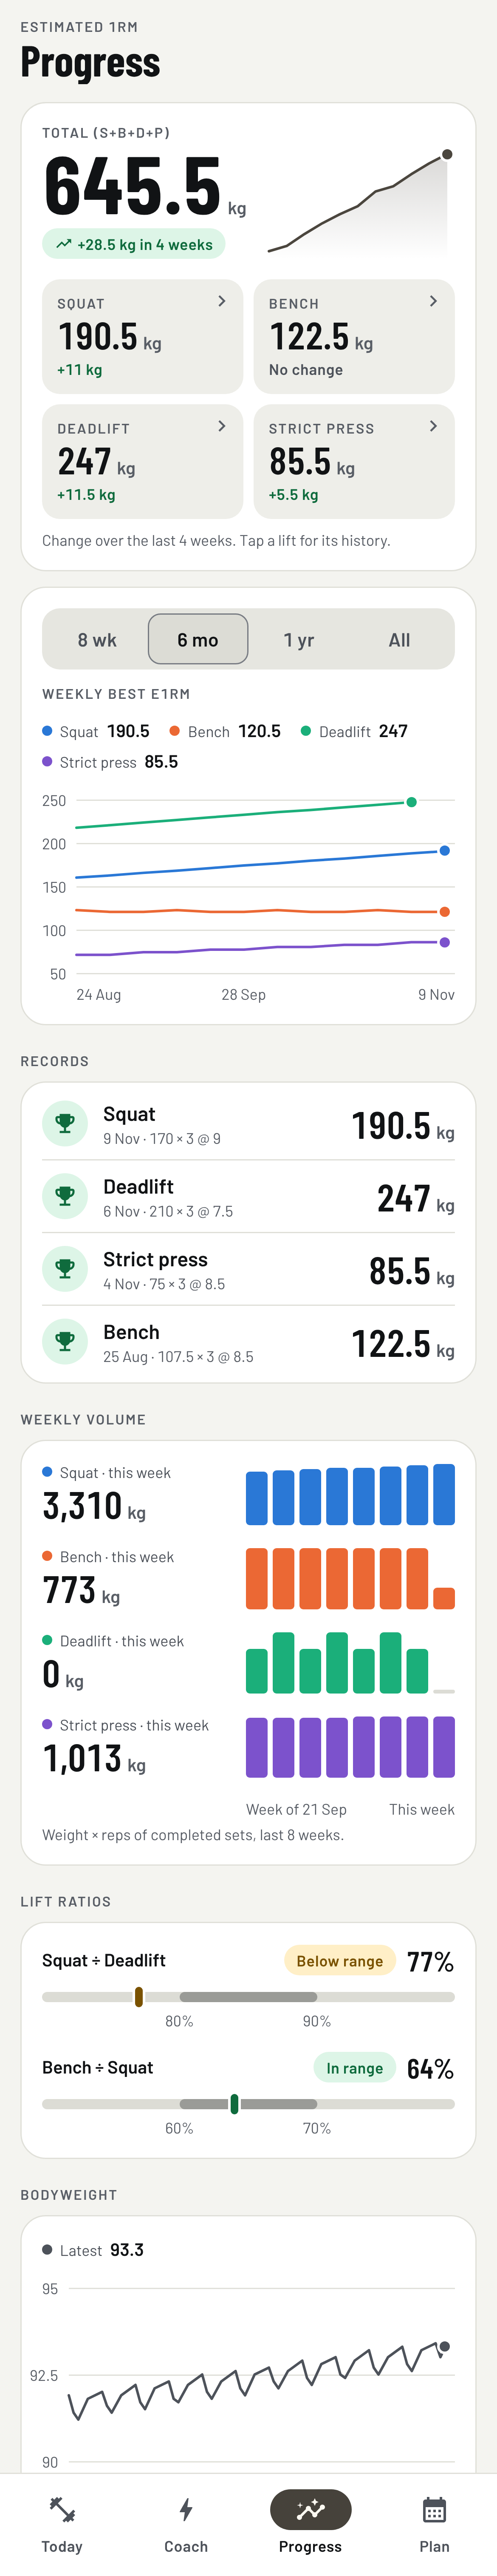 ESTIMATED 1RM
Progress
TOTAL (S+B+D+P)
645.5 kg
+28.5 kg in 4 weeks
SQUAT
190.5 kg
+11 kg
BENCH
122.5 kg
No change
DEADLIFT
247 kg
+11.5 kg
STRICT PRESS
85.5 kg
+5.5 kg
Change over the last 4 weeks. Tap a lift for its history.
8 wk 6 mo 1 yr All
WEEKLY BEST E1RM
Squat 190.5 Bench 120.5 Deadlift 247
Strict press 85.5
250
200
150
100
50
24 Aug 28 Sep 9 Nov
RECORDS
Squat
9 Nov · 170 × 3 @ 9
190.5 kg
Deadlift
6 Nov · 210 × 3 @ 7.5
247 kg
Strict press
4 Nov · 75 × 3 @ 8.5
85.5 kg
Bench
25 Aug · 107.5 × 3 @ 8.5
122.5 kg
WEEKLY VOLUME
Squat · this week
3,310 kg
Bench · this week
773 kg
Deadlift · this week
0 kg
Strict press · this week
1,013 kg
Week of 21 Sep This week
Weight × reps of completed sets, last 8 weeks.
LIFT RATIOS
Squat ÷ Deadlift Below range 77%
80% 90%
Bench ÷ Squat In range 64%
60% 70%
BODYWEIGHT
Latest 93.3
95
92.5
90
Today Coach Progress Plan